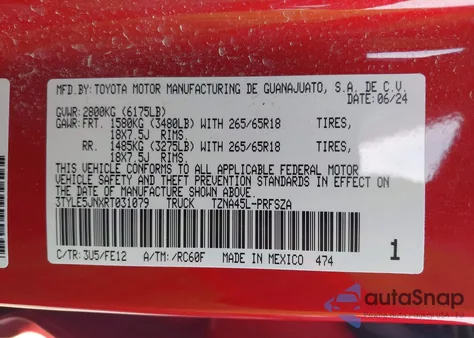 MFD.BY:TOYOTA MOTOR MANUFACTURING DE GUANAJUATO, S.A. DE C.V.
DATE:06/24
GVWR:2800KG (6175LB)
GAWR:FRT. 1580KG (3480LB) WITH 265/65R18 TIRES,
18X7.5J RIMS.
RR. 1485KG (3275LB) WITH 265/65R18 TIRES,
18X7.5J RIMS.
THIS VEHICLE CONFORMS TO ALL APPLICABLE FEDERAL MOTOR
VEHICLE SAFETY AND THEFT PREVENTION STANDARDS IN EFFECT ON
THE DATE OF MANUFACTURE SHOWN ABOVE.
3TYLE5JNXRT031079 TRUCK TZNA45L-PRFSZA
C/TR:3U5/FE12 A/TM:/RC60F MADE IN MEXICO 474
1
autoSnap